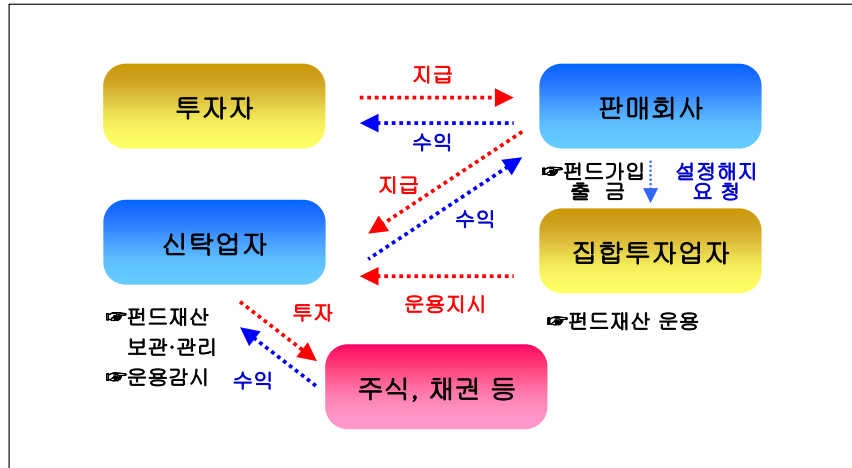 지급
투자자
판매회사
수익
☞펀드가입
출 금
설정해지
요 청
지급
수익
신탁업자
집합투자업자
운용지시
☞펀드재산
보관·관리
☞운용감시
투자
☞펀드재산 운용
수익
주식, 채권 등